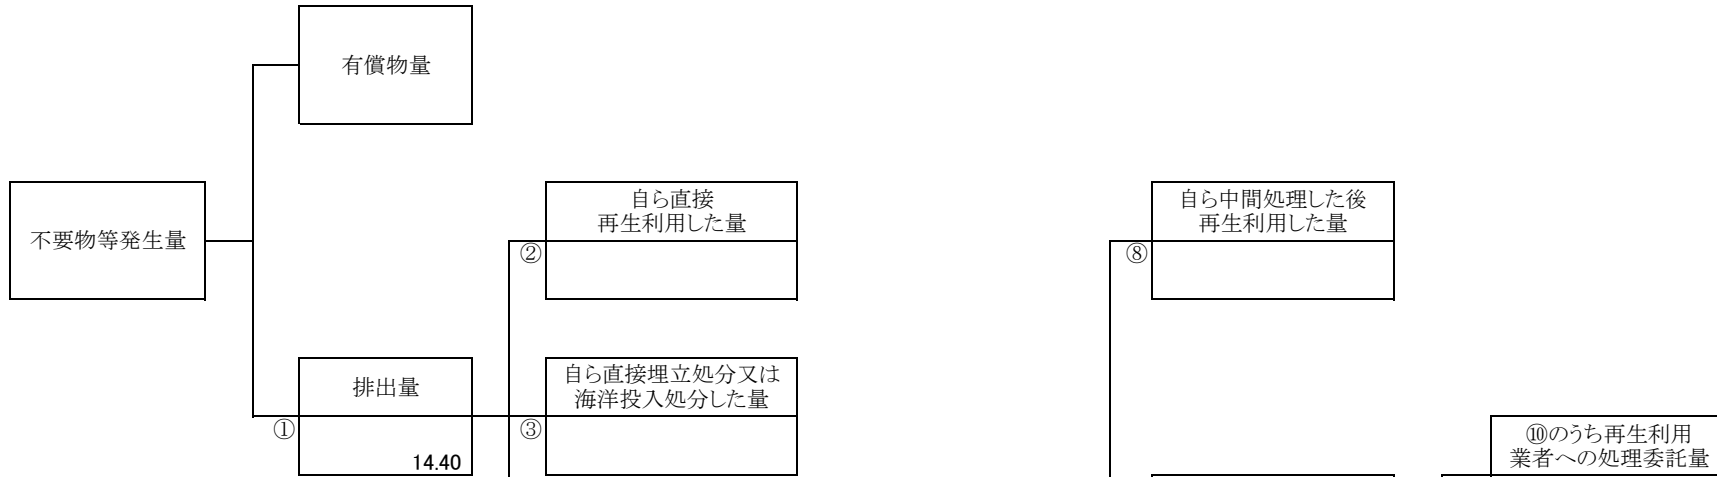 有償物量
不要物等発生量
自ら直接
再生利用した量
②
自ら中間処理した後
再生利用した量
⑧
排出量
①
14.40
自ら直接埋立処分又は
海洋投入処分した量
③
⑩のうち再生利用
業者への処理委託量